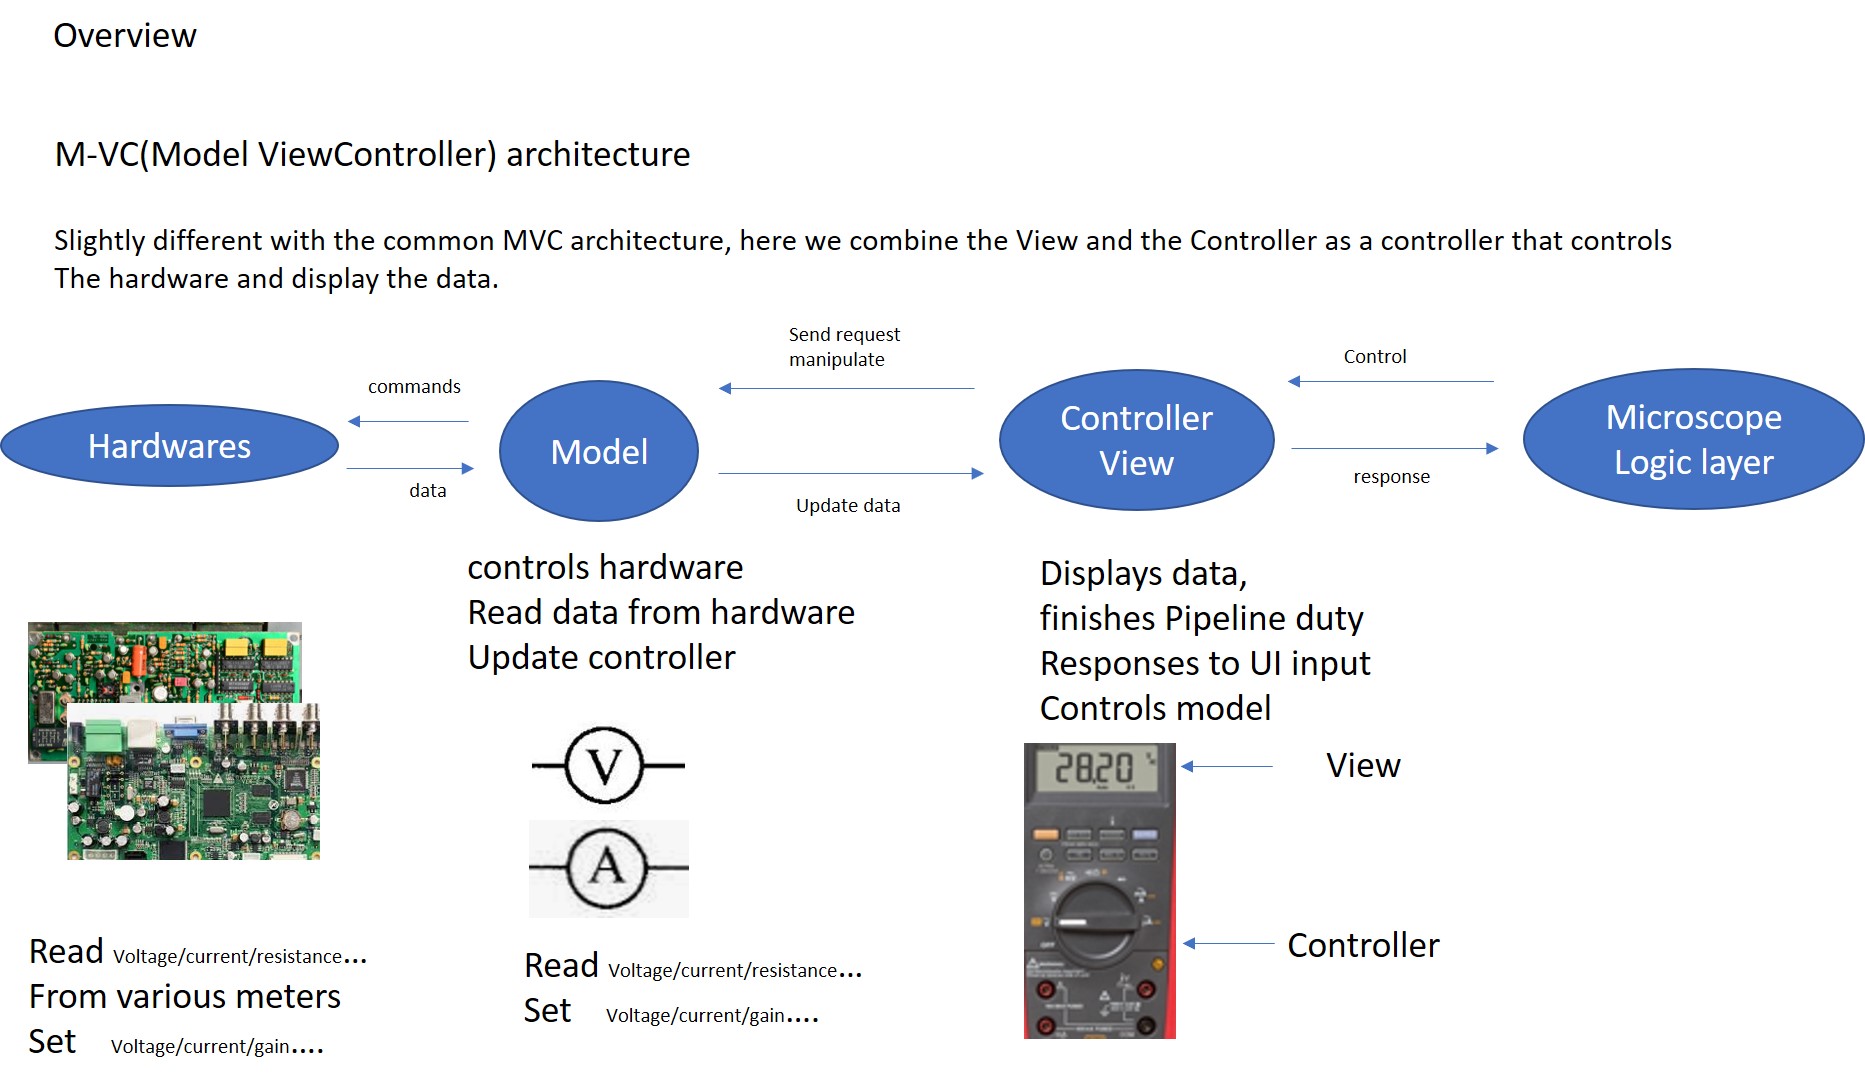 Overview
M-VC(Model ViewController) architecture
Slightly different with the common MVC architecture, here we combine the View and the Controller as a controller that controls
The hardware and display the data.
Send request
manipulate
Control
commands
Hardwares
Model
Controller
View
Microscope
Logic layer
data
Update data
response
controls hardware
Read data from hardware
Update controller
Displays data,
finishes Pipeline duty
Responses to UI input
Controls model
V
A
28.20
OFF
View
Controller
Read Voltage/current/resistance...
From various meters
Set Voltage/current/gain....
Read Voltage/current/resistance...
Set Voltage/current/gain....